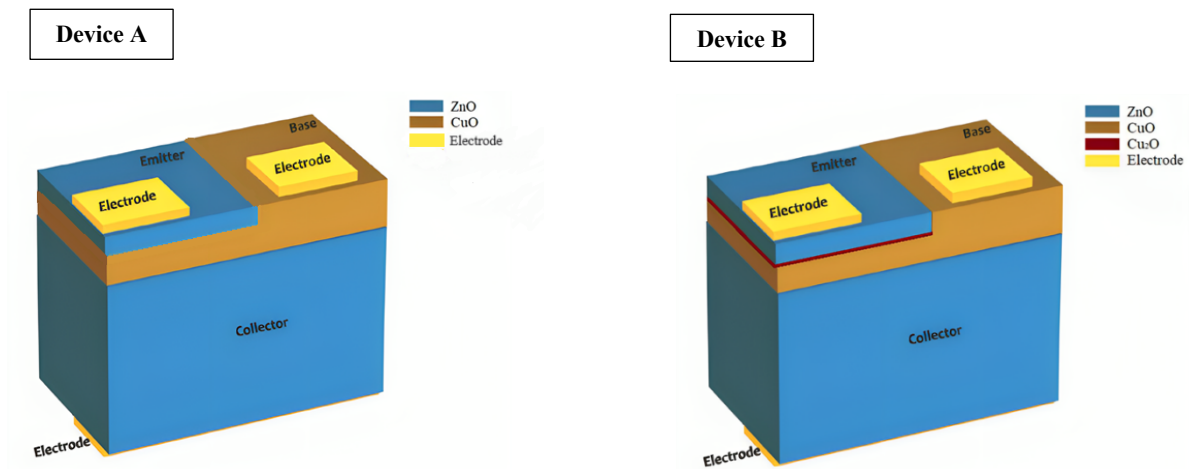 Device A
ZnO
CuO
Electrode
Base
Emitter
Electrode
Electrode
Collector
Electrode
Device B
ZnO
CuO
Cu₂O
Electrode
Base
Emitter
Electrode
Electrode
Collector
Electrode